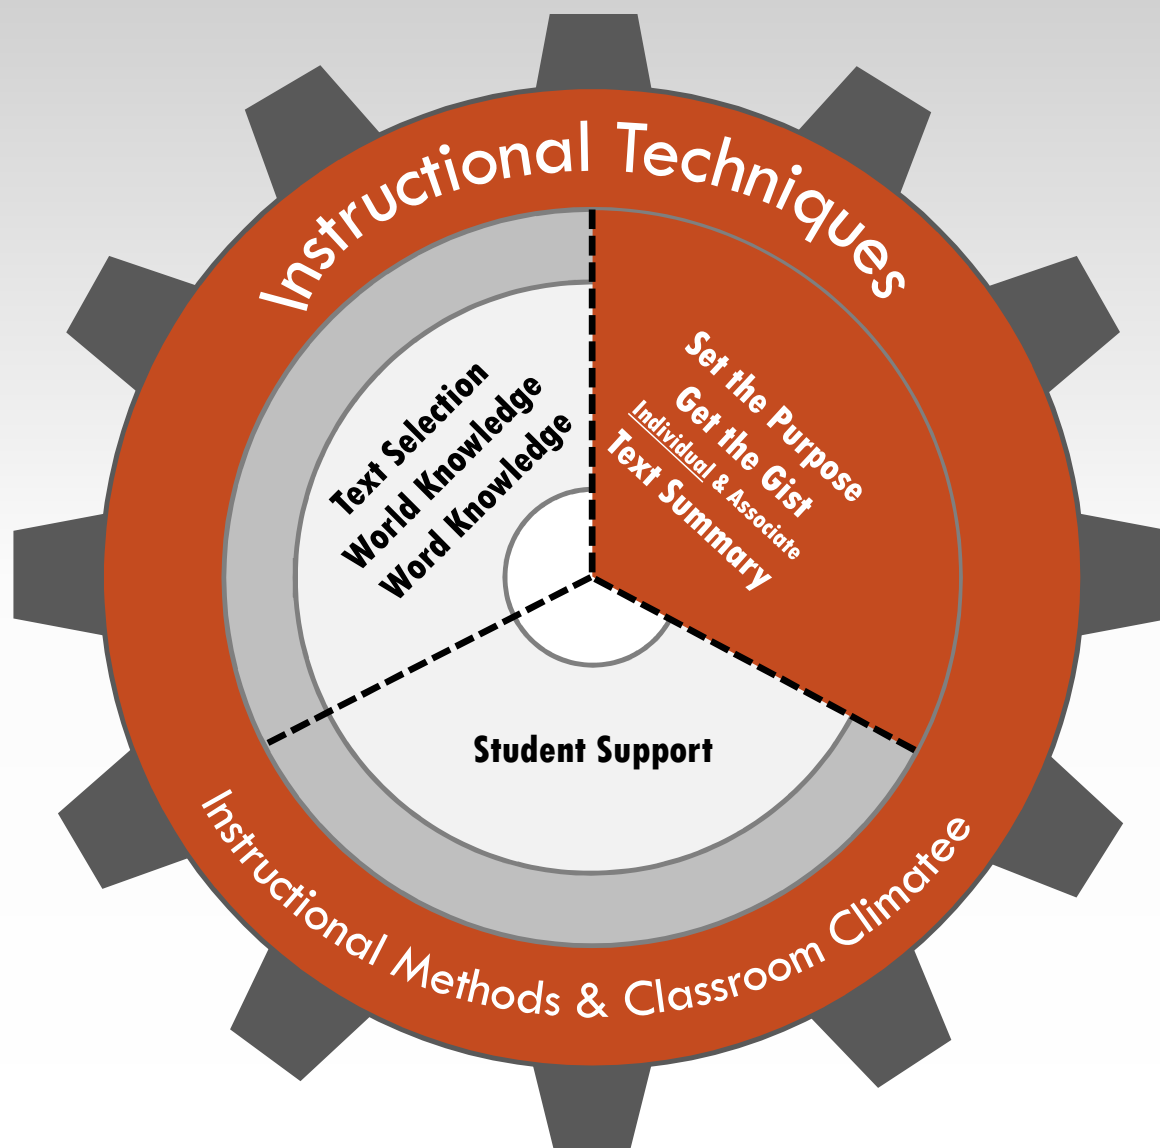 Instructional Techniques
Text Selection
World Knowledge
Word Knowledge
Set the Purpose
Get the Gist
Individual & Associate
Text Summary
Student Support
Instructional Methods & Classroom Climatee